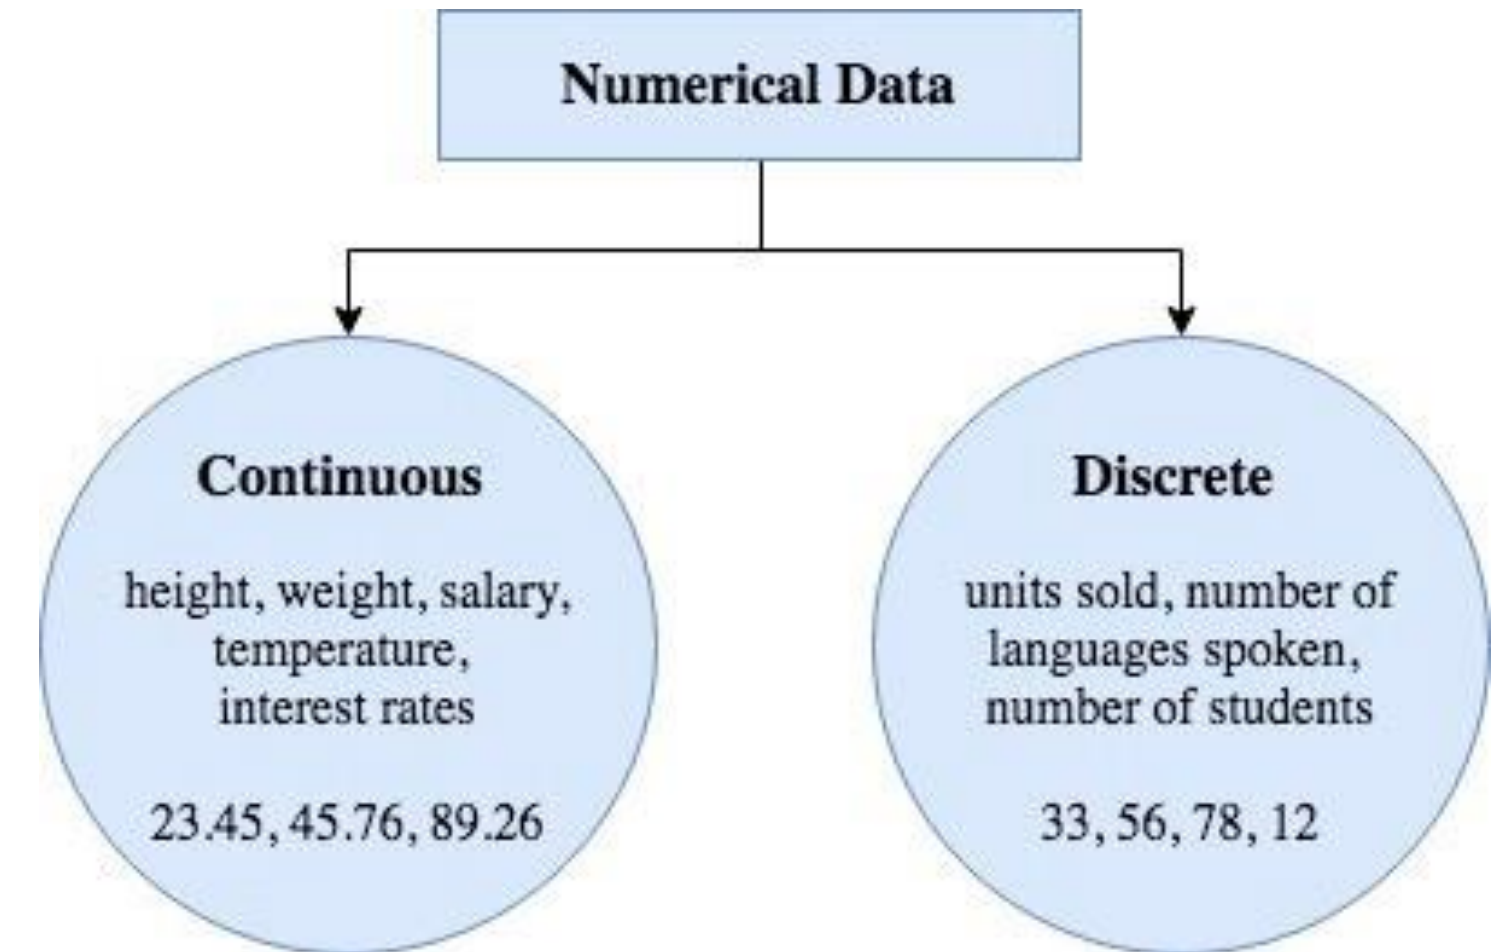 Numerical Data
Continuous
height, weight, salary,
temperature,
interest rates
23.45, 45.76, 89.26
Discrete
units sold, number of
languages spoken,
number of students
33, 56, 78, 12